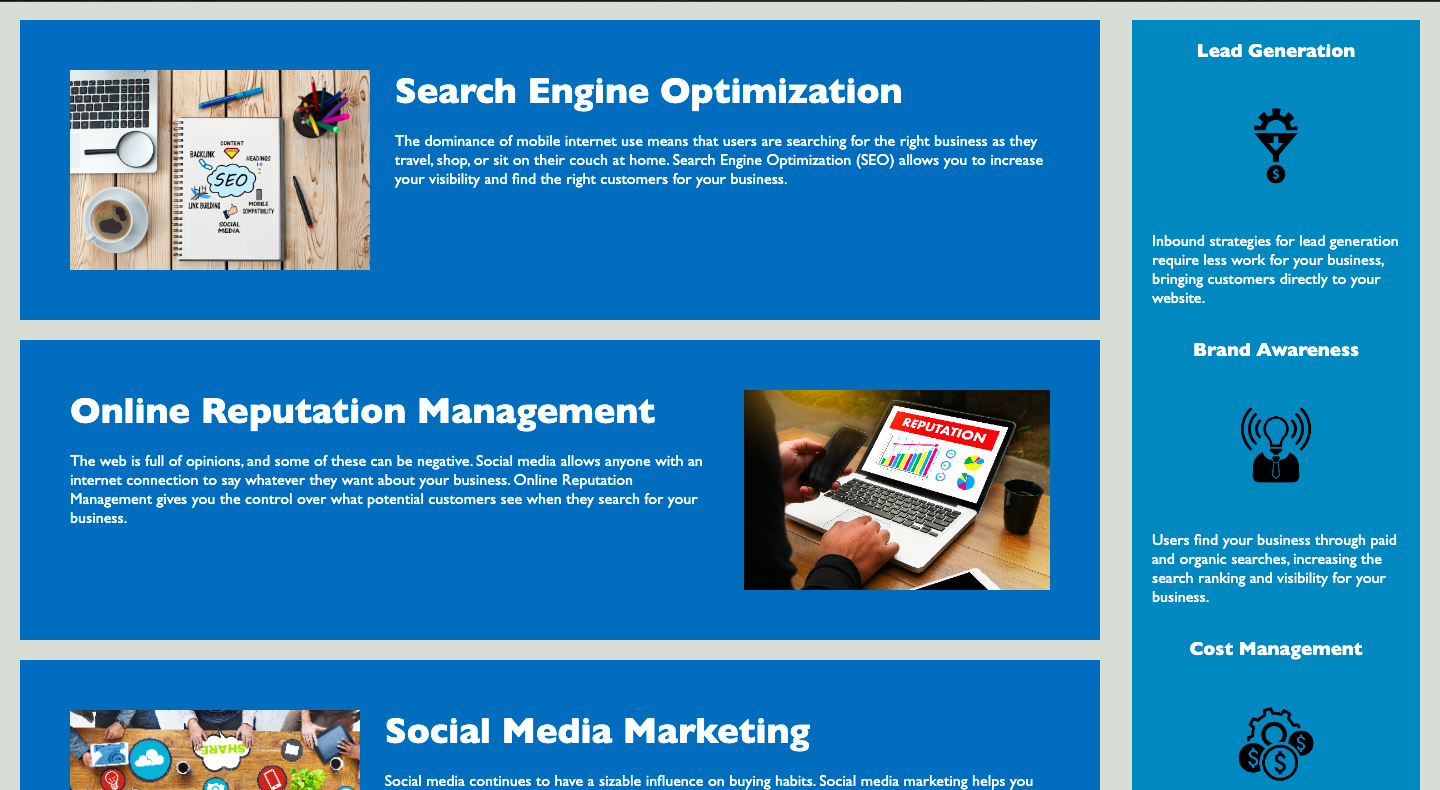 Search Engine Optimization
The dominance of mobile internet use means that users are searching for the right business as they
travel, shop, or sit on their couch at home. Search Engine Optimization (SEO) allows you to increase
your visibility and find the right customers for your business.
CONTENT
BACKLINK
HEADINGS
SEO
LINK BUILDING
MOBILE
COMPATIBILITY
SOCIAL
MEDIA
Online Reputation Management
The web is full of opinions, and some of these can be negative. Social media allows anyone with an
internet connection to say whatever they want about your business. Online Reputation
Management gives you the control over what potential customers see when they search for your
business.
REPUTATION
Social Media Marketing
Social media continues to have a sizable influence on buying habits. Social media marketing helps you
SHARE
Lead Generation
$
Inbound strategies for lead generation
require less work for your business,
bringing customers directly to your
website.
Brand Awareness
Users find your business through paid
and organic searches, increasing the
search ranking and visibility for your
business.
Cost Management
$ $ $